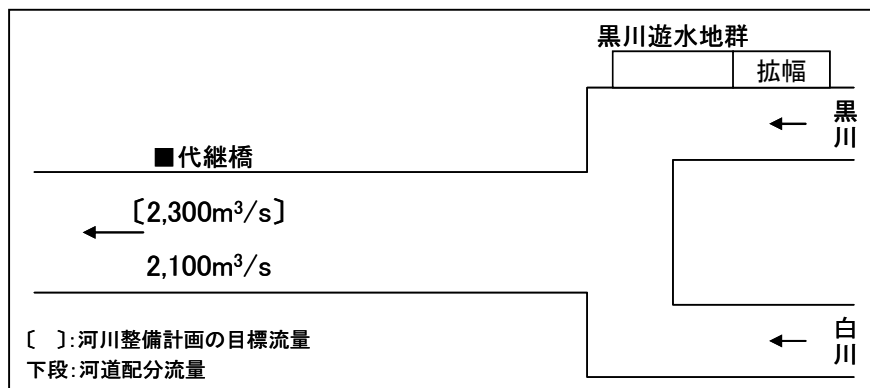 黒川遊水地群
拡幅
黒川
■代継橋
〔2,300m³/s〕
2,100m³/s
白川
〔　〕:河川整備計画の目標流量
下段:河道配分流量